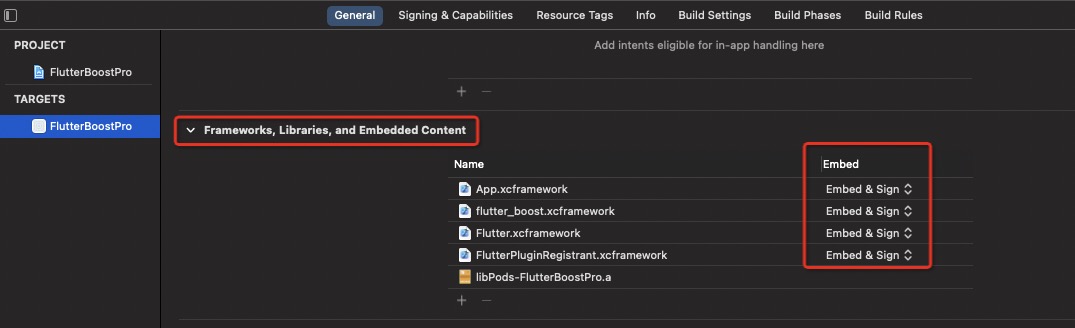 General Signing & Capabilities Resource Tags Info Build Settings Build Phases Build Rules
PROJECT
FlutterBoostPro
TARGETS
FlutterBoostPro
Add intents eligible for in-app handling here
+ −
Frameworks, Libraries, and Embedded Content
Name Embed
App.xcframework Embed & Sign
flutter_boost.xcframework Embed & Sign
Flutter.xcframework Embed & Sign
FlutterPluginRegistrant.xcframework Embed & Sign
libPods-FlutterBoostPro.a
+ −